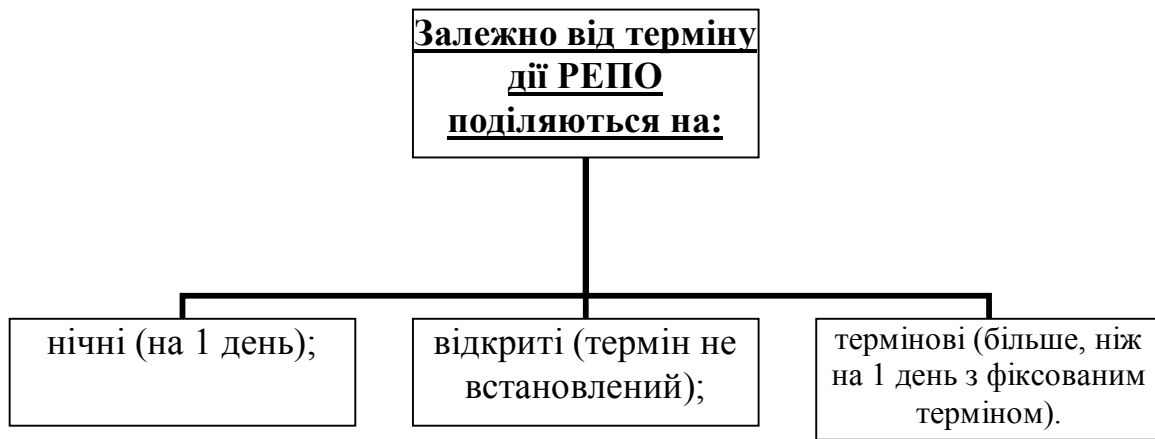 Залежно від терміну
дії РЕПО
поділяються на:
нічні (на 1 день);
відкриті (термін не
встановлений);
термінові (більше, ніж
на 1 день з фіксованим
терміном).